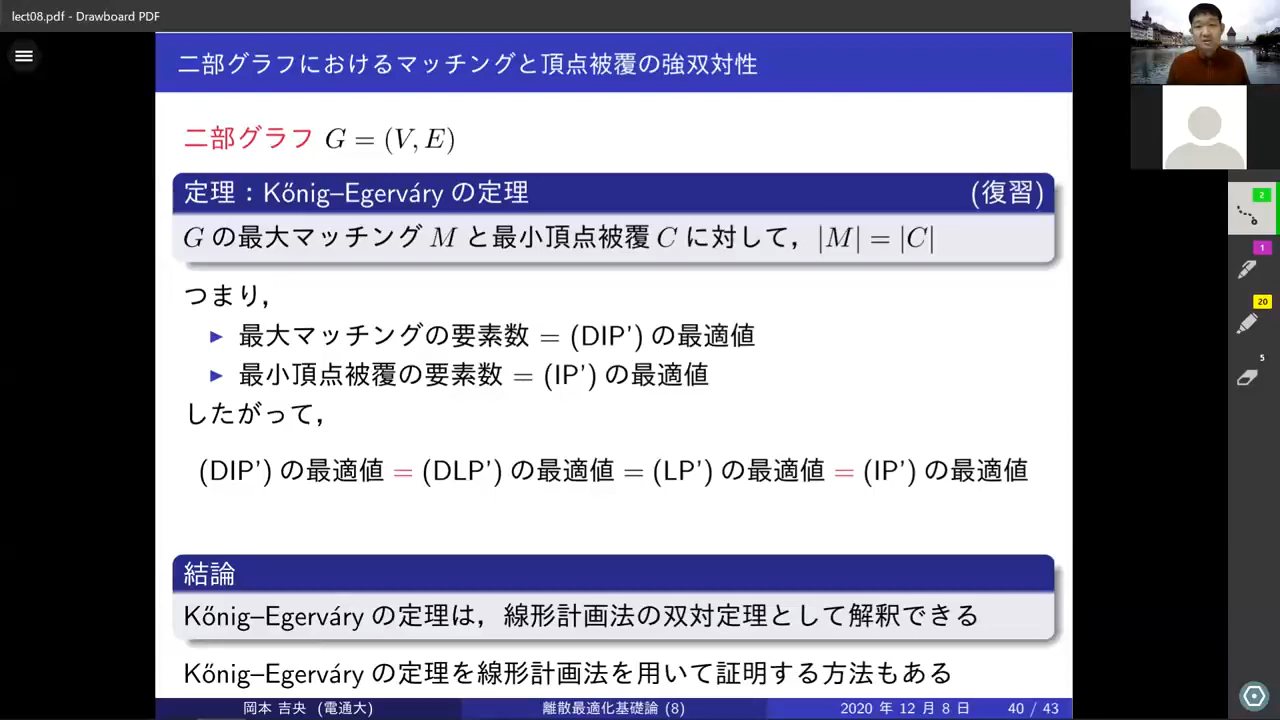 lect08.pdf - Drawboard PDF
二部グラフにおけるマッチングと頂点被覆の強双対性
二部グラフ G = (V, E)
定理：Kőnig–Egerváry の定理 (復習)
G の最大マッチング M と最小頂点被覆 C に対して，|M| = |C|
つまり，
▶ 最大マッチングの要素数 = (DIP') の最適値
▶ 最小頂点被覆の要素数 = (IP') の最適値
したがって，
(DIP') の最適値 = (DLP') の最適値 = (LP') の最適値 = (IP') の最適値
結論
Kőnig–Egerváry の定理は，線形計画法の双対定理として解釈できる
Kőnig–Egerváry の定理を線形計画法を用いて証明する方法もある
岡本 吉央 (電通大) 離散最適化基礎論 (8) 2020 年 12 月 8 日 40 / 43
2
1
20
5